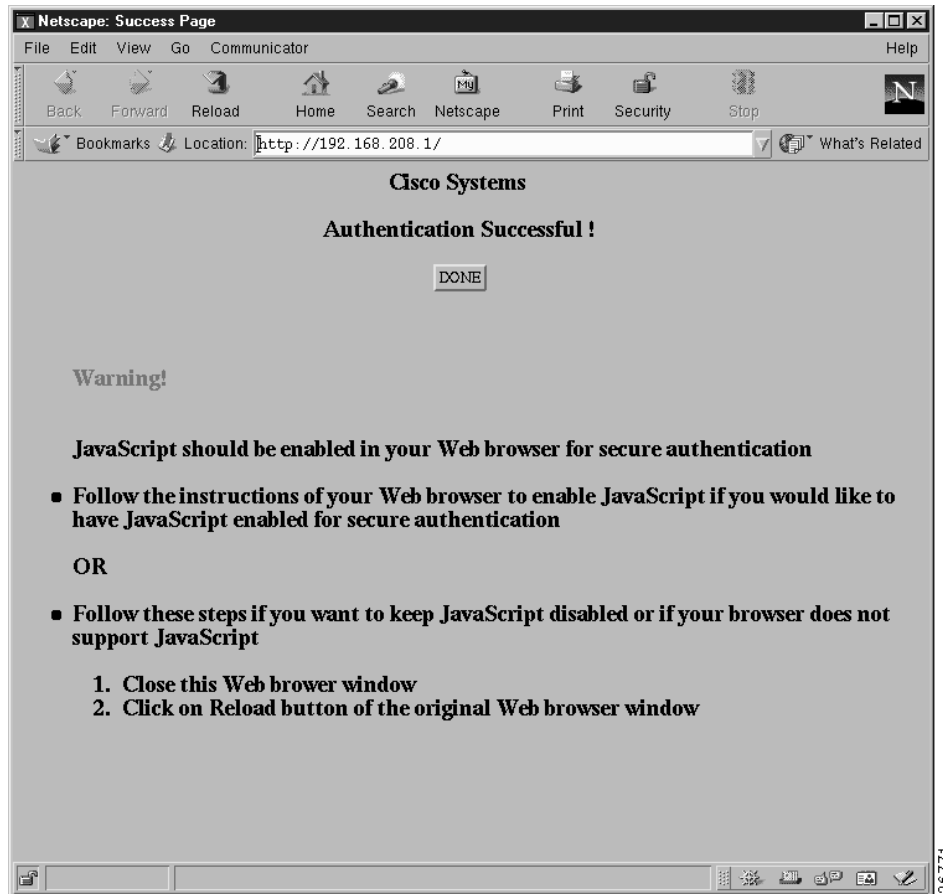 Netscape: Success Page
File Edit View Go Communicator Help
Back Forward Reload Home Search Netscape Print Security Stop
My
N
Bookmarks Location: http://192.168.208.1/ What's Related
Cisco Systems
Authentication Successful !
DONE
Warning!
JavaScript should be enabled in your Web browser for secure authentication
Follow the instructions of your Web browser to enable JavaScript if you would like to
have JavaScript enabled for secure authentication
OR
Follow these steps if you want to keep JavaScript disabled or if your browser does not
support JavaScript
1. Close this Web brower window
2. Click on Reload button of the original Web browser window